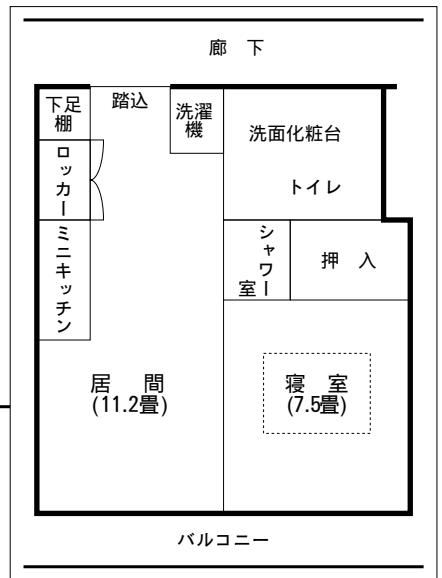 廊 下
下足
棚
踏込
洗濯
機
洗面化粧台
トイレ
ロッカー
ミニキッチン
シャワー
室
押 入
居 間
(11.2畳)
寝 室
(7.5畳)
バルコニー